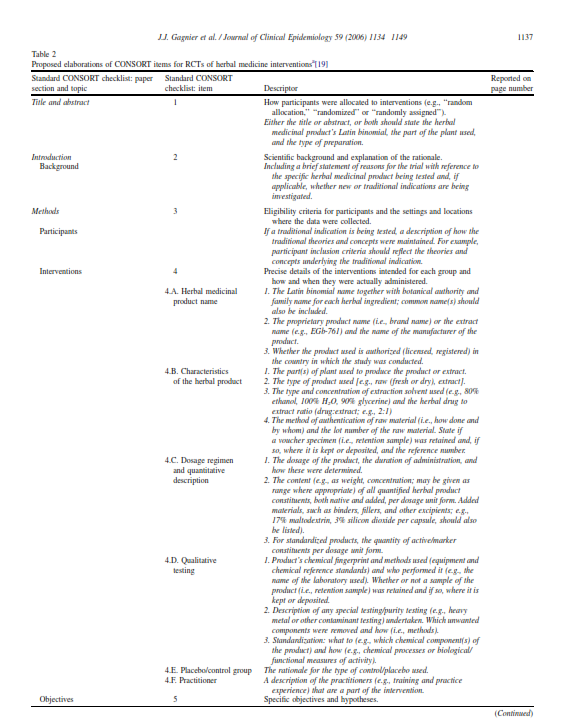 J.J. Gagnier et al. / Journal of Clinical Epidemiology 59 (2006) 1134 1149
1137
Table 2
Proposed elaborations of CONSORT items for RCTs of herbal medicine interventionsa[19]
Standard CONSORT checklist: paper section and topic
Standard CONSORT checklist: item
Descriptor
Reported on page number
Title and abstract
1
How participants were allocated to interventions (e.g., “random
allocation,” “randomized” or “randomly assigned”).
Either the title or abstract, or both should state the herbal
medicinal product's Latin binomial, the part of the plant used,
and the type of preparation.
Introduction
Background
2
Scientific background and explanation of the rationale.
Including a brief statement of reasons for the trial with reference to
the specific herbal medicinal product being tested and, if
applicable, whether new or traditional indications are being
investigated.
Methods
3
Eligibility criteria for participants and the settings and locations
where the data were collected.
Participants
If a traditional indication is being tested, a description of how the
traditional theories and concepts were maintained. For example,
participant inclusion criteria should reflect the theories and
concepts underlying the traditional indication.
Interventions
4
Precise details of the interventions intended for each group and
how and when they were actually administered.
4.A. Herbal medicinal
product name
1. The Latin binomial name together with botanical authority and
family name for each herbal ingredient; common name(s) should
also be included.
2. The proprietary product name (i.e., brand name) or the extract
name (e.g., EGb-761) and the name of the manufacturer of the
product.
3. Whether the product used is authorized (licensed, registered) in
the country in which the study was conducted.
4.B. Characteristics
of the herbal product
1. The part(s) of plant used to produce the product or extract.
2. The type of product used [e.g., raw (fresh or dry), extract].
3. The type and concentration of extraction solvent used (e.g., 80%
ethanol, 100% H2O, 90% glycerine) and the herbal drug to
extract ratio (drug:extract; e.g., 2:1)
4. The method of authentication of raw material (i.e., how done and
by whom) and the lot number of the raw material. State if
a voucher specimen (i.e., retention sample) was retained and, if
so, where it is kept or deposited, and the reference number.
4.C. Dosage regimen
and quantitative
description
1. The dosage of the product, the duration of administration, and
how these were determined.
2. The content (e.g., as weight, concentration; may be given as
range where appropriate) of all quantified herbal product
constituents, both native and added, per dosage unit form. Added
materials, such as binders, fillers, and other excipients; e.g.,
17% maltodextrin, 3% silicon dioxide per capsule, should also
be listed).
3. For standardized products, the quantity of active/marker
constituents per dosage unit form.
4.D. Qualitative
testing
1. Product's chemical fingerprint and methods used (equipment and
chemical reference standards) and who performed it (e.g., the
name of the laboratory used). Whether or not a sample of the
product (i.e., retention sample) was retained and if so, where it is
kept or deposited.
2. Description of any special testing/purity testing (e.g., heavy
metal or other contaminant testing) undertaken. Which unwanted
components were removed and how (i.e., methods).
3. Standardization: what to (e.g., which chemical component(s) of
the product) and how (e.g., chemical processes or biological/
functional measures of activity).
4.E. Placebo/control group
The rationale for the type of control/placebo used.
4.F. Practitioner
A description of the practitioners (e.g., training and practice
experience) that are a part of the intervention.
Objectives
5
Specific objectives and hypotheses.
(Continued)